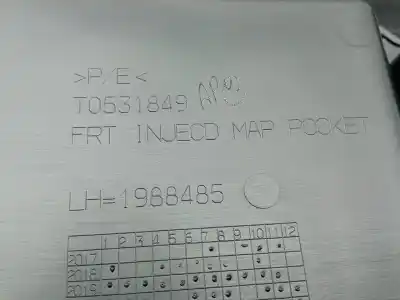 >P/E<
T0531849
FRT INJECD MAP POCKET
LH=1988485
1 2 3 4 5 6 7 8 9 10 11 12
2017
2018
2019